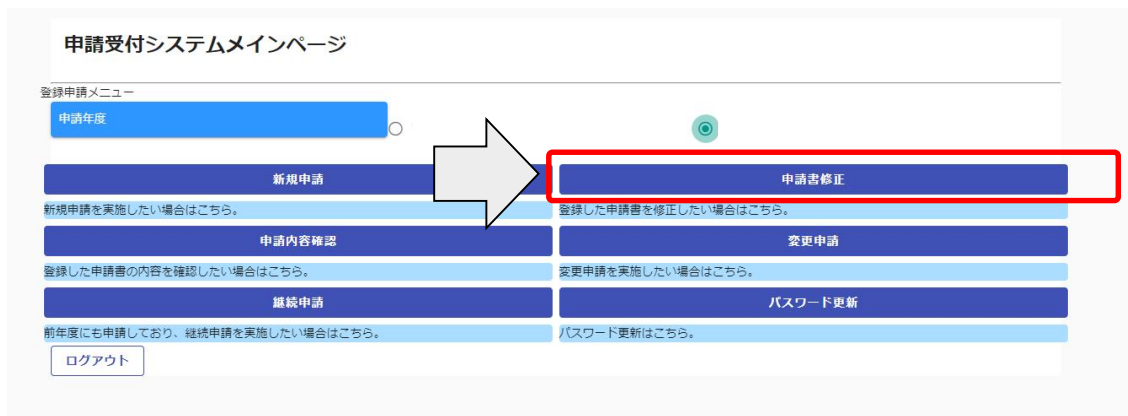 申請受付システムメインページ
登録申請メニュー
申請年度
新規申請
申請書修正
新規申請を実施したい場合はこちら。
登録した申請書を修正したい場合はこちら。
申請内容確認
変更申請
登録した申請書の内容を確認したい場合はこちら。
変更申請を実施したい場合はこちら。
継続申請
パスワード更新
前年度にも申請しており、継続申請を実施したい場合はこちら。
パスワード更新はこちら。
ログアウト